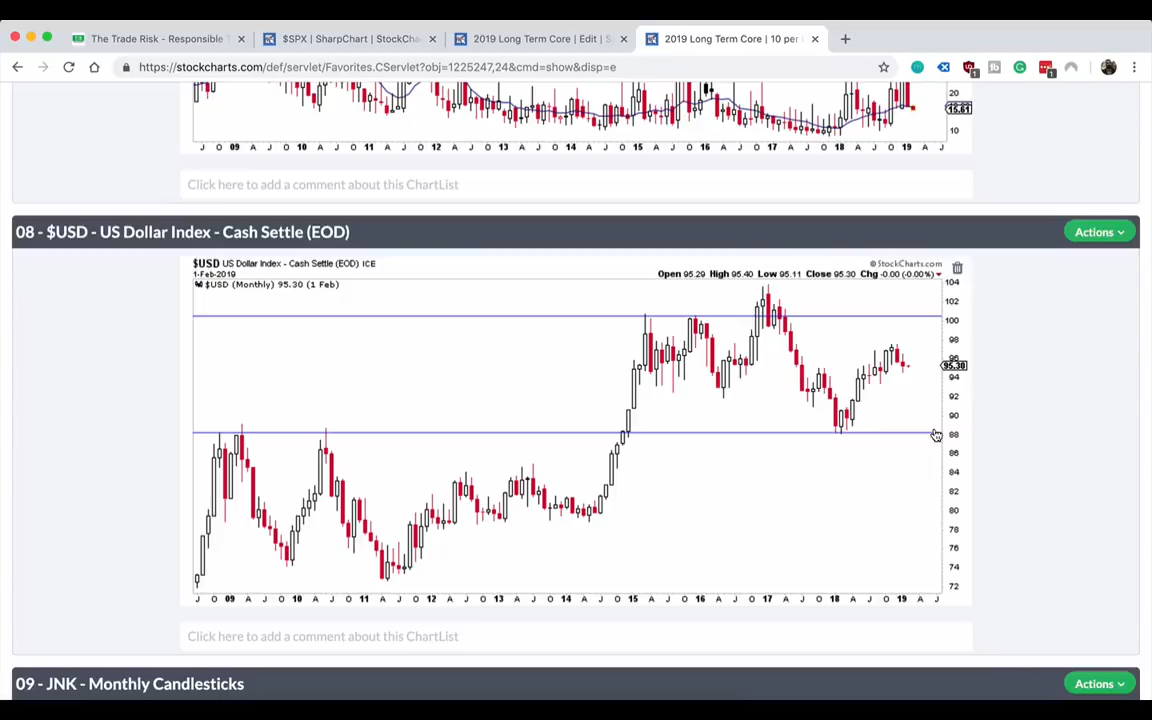 The Trade Risk - Responsible
$SPX | SharpChart | StockCha
2019 Long Term Core | Edit | S
2019 Long Term Core | 10 per
https://stockcharts.com/def/servlet/Favorites.CServlet?obj=1225247,24&cmd=show&disp=e
20
15.61
10
J O 09 A J O 10 A J O 11 A J O 12 A J O 13 A J O 14 A J O 15 A J O 16 A J O 17 A J O 18 A J O 19 A J
Click here to add a comment about this ChartList
08 - $USD - US Dollar Index - Cash Settle (EOD)
Actions
$USD US Dollar Index - Cash Settle (EOD) ICE
© StockCharts.com
1-Feb-2019
Open 95.29 High 95.40 Low 95.11 Close 95.30 Chg -0.00 (-0.00%)
$USD (Monthly) 95.30 (1 Feb)
104
102
100
98
96
95.30
94
92
90
88
86
84
82
80
78
76
74
72
J O 09 A J O 10 A J O 11 A J O 12 A J O 13 A J O 14 A J O 15 A J O 16 A J O 17 A J O 18 A J O 19 A J
Click here to add a comment about this ChartList
09 - JNK - Monthly Candlesticks
Actions